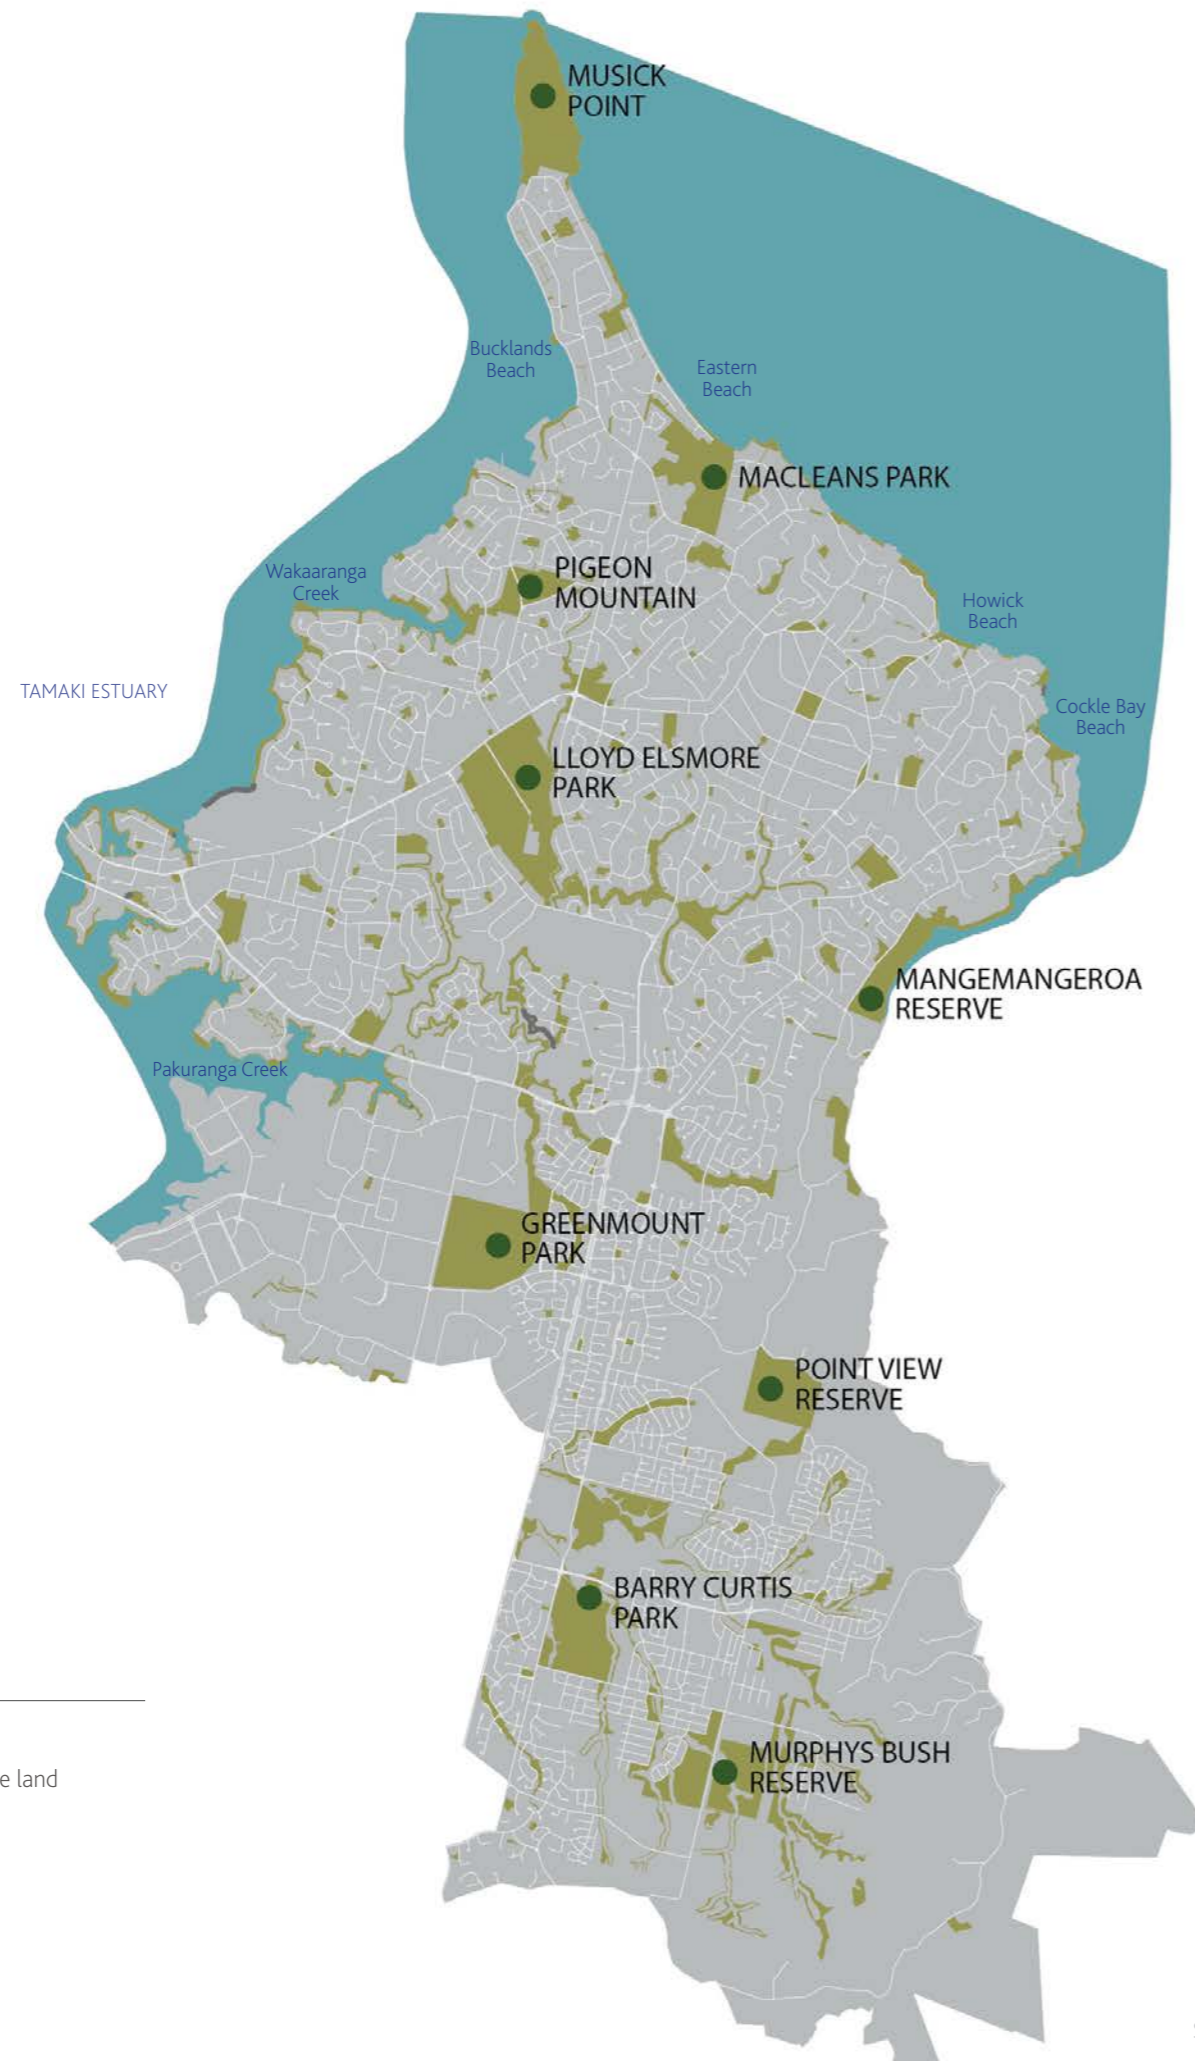 MUSICK
POINT
Bucklands
Beach
Eastern
Beach
MACLEANS PARK
PIGEON
MOUNTAIN
Wakaaranga
Creek
Howick
Beach
TAMAKI ESTUARY
Cockle Bay
Beach
LLOYD ELSMORE
PARK
MANGEMANGEROA
RESERVE
Pakuranga Creek
GREENMOUNT
PARK
POINT VIEW
RESERVE
BARRY CURTIS
PARK
MURPHYS BUSH
RESERVE
e land